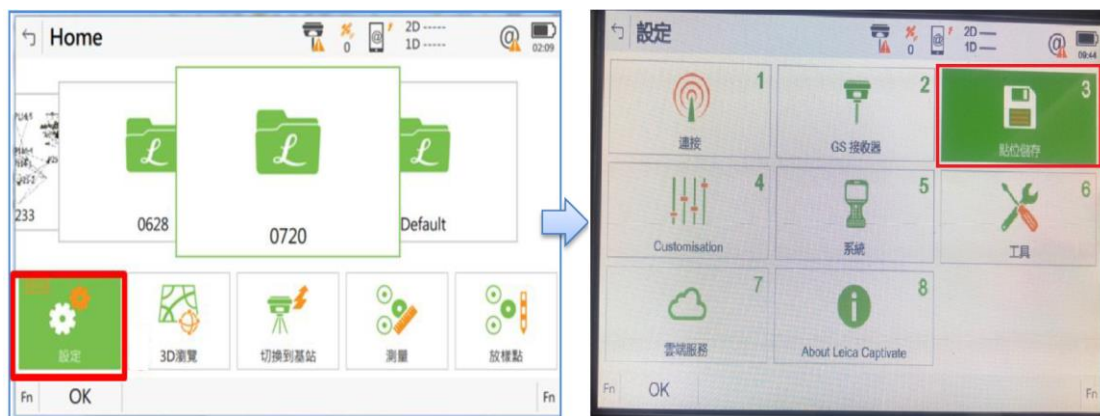 Home
0
2D -----
1D -----
@
@
02:09
233
0628
0720
Default
設定
3D瀏覽
切換到基站
測量
放樣點
Fn
OK
Fn
設定
0
2D —
1D —
@
@
09:44
1
連接
2
GS 接收器
3
點位儲存
4
Customisation
5
系統
6
工具
7
雲端服務
8
About Leica Captivate
Fn
OK
Fn